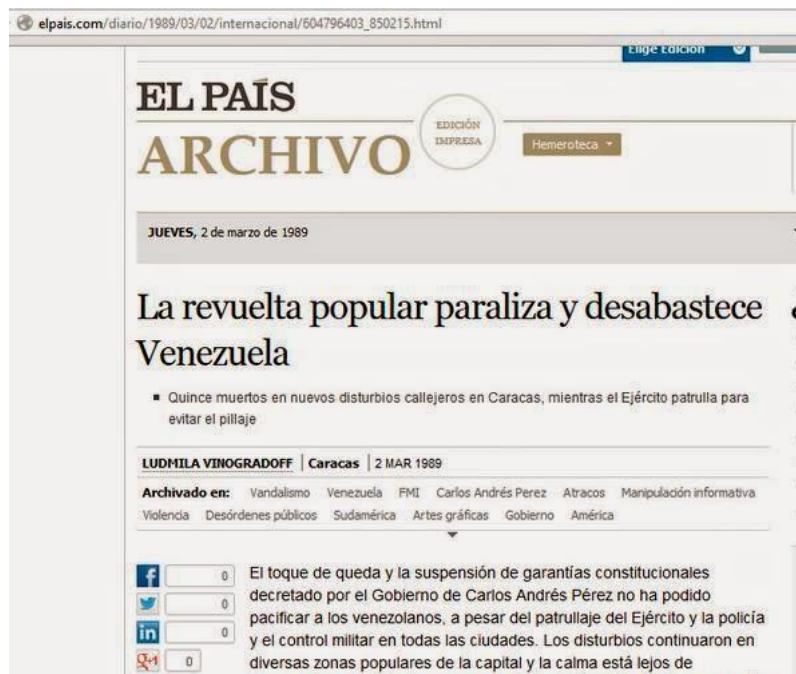 elpais.com/diario/1989/03/02/internacional/604796403_850215.html
Elige Edición
EL PAÍS
ARCHIVO
EDICIÓN
IMPRESA
Hemeroteca
JUEVES, 2 de marzo de 1989
La revuelta popular paraliza y desabastece
Venezuela
Quince muertos en nuevos disturbios callejeros en Caracas, mientras el Ejército patrulla para
evitar el pillaje
LUDMILA VINOGRADOFF | Caracas | 2 MAR 1989
Archivado en: Vandalismo Venezuela FMI Carlos Andrés Perez Atracos Manipulación informativa
Violencia Desórdenes públicos Sudamérica Artes gráficas Gobierno América
f 0
0
in 0
g+1 0
El toque de queda y la suspensión de garantías constitucionales
decretado por el Gobierno de Carlos Andrés Pérez no ha podido
pacificar a los venezolanos, a pesar del patrullaje del Ejército y la policía
y el control militar en todas las ciudades. Los disturbios continuaron en
diversas zonas populares de la capital y la calma está lejos de